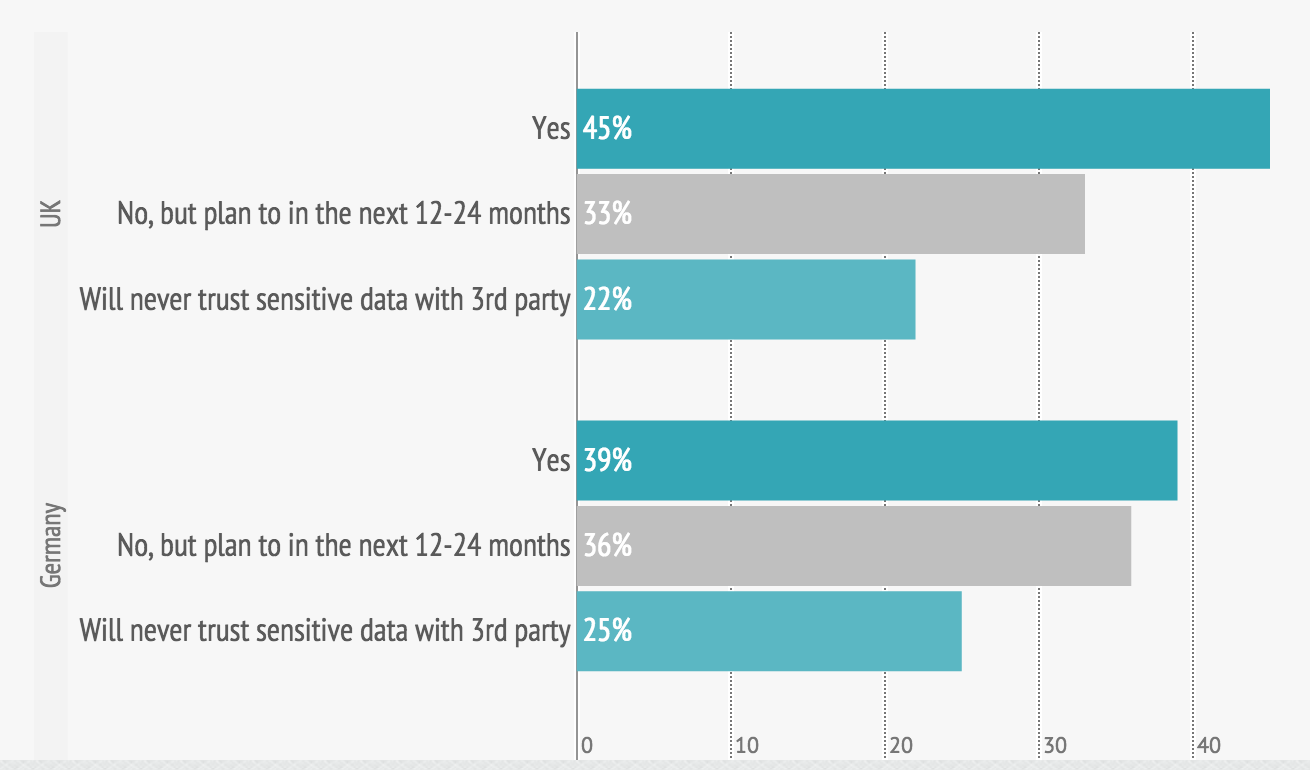 UK
Yes 45%
No, but plan to in the next 12-24 months 33%
Will never trust sensitive data with 3rd party 22%
Germany
Yes 39%
No, but plan to in the next 12-24 months 36%
Will never trust sensitive data with 3rd party 25%
0 10 20 30 40